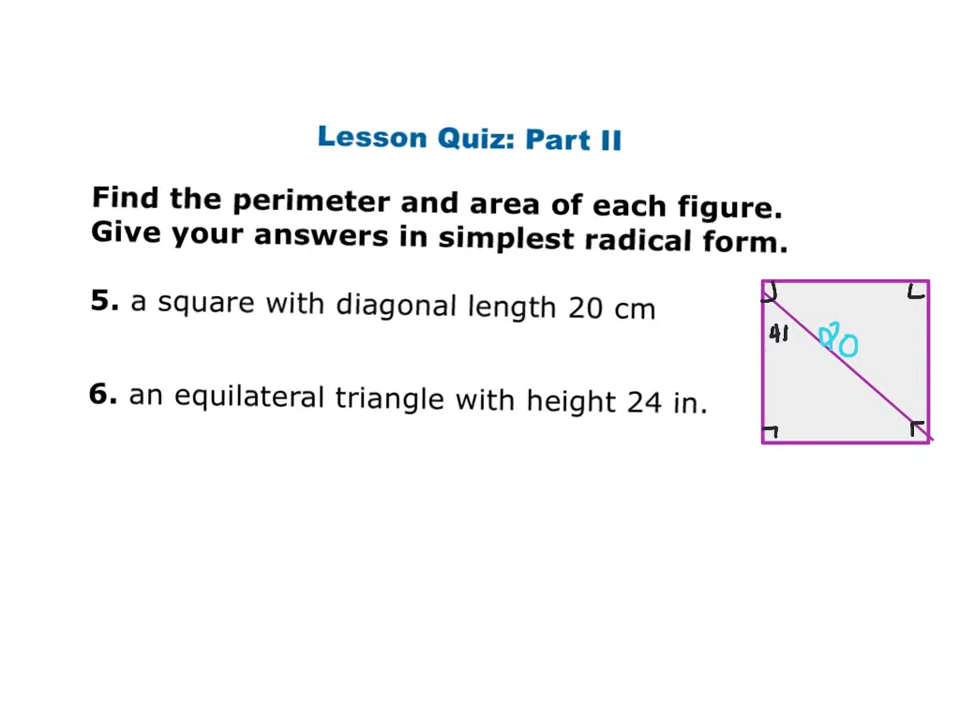 Lesson Quiz: Part II
Find the perimeter and area of each figure.
Give your answers in simplest radical form.
5. a square with diagonal length 20 cm
6. an equilateral triangle with height 24 in.
41
20